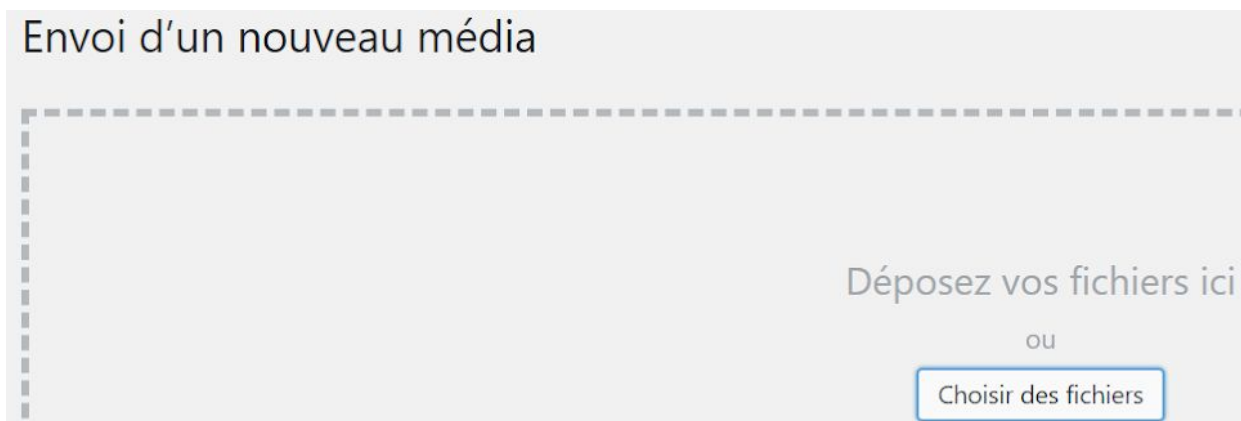 Envoi d’un nouveau média
Déposez vos fichiers ici
ou
Choisir des fichiers